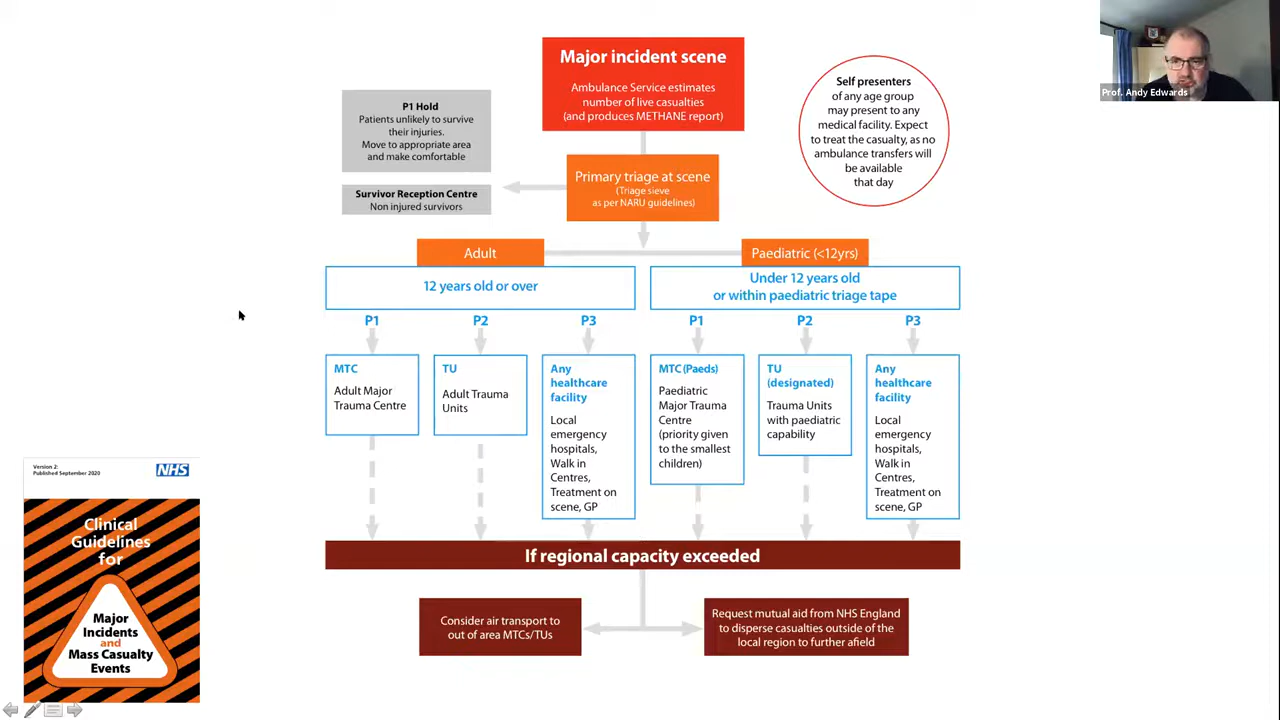 Major incident scene
Ambulance Service estimates
number of live casualties
(and produces METHANE report)
P1 Hold
Patients unlikely to survive
their injuries.
Move to appropriate area
and make comfortable
Survivor Reception Centre
Non injured survivors
Primary triage at scene
(Triage sieve
as per NARU guidelines)
Self presenters
of any age group
may present to any
medical facility. Expect
to treat the casualty, as no
ambulance transfers will
be available
that day
Prof. Andy Edwards
Adult
12 years old or over
Paediatric (<12yrs)
Under 12 years old
or within paediatric triage tape
P1
P2
P3
P1
P2
P3
MTC
Adult Major
Trauma Centre
TU
Adult Trauma
Units
Any
healthcare
facility
Local
emergency
hospitals,
Walk in
Centres,
Treatment on
scene, GP
MTC (Paeds)
Paediatric
Major Trauma
Centre
(priority given
to the smallest
children)
TU
(designated)
Trauma Units
with paediatric
capability
Any
healthcare
facility
Local
emergency
hospitals,
Walk in
Centres,
Treatment on
scene, GP
If regional capacity exceeded
Consider air transport to
out of area MTCs/TUs
Request mutual aid from NHS England
to disperse casualties outside of the
local region to further afield
Version 2:
Published September 2020
NHS
Clinical
Guidelines
for
Major
Incidents
and
Mass Casualty
Events